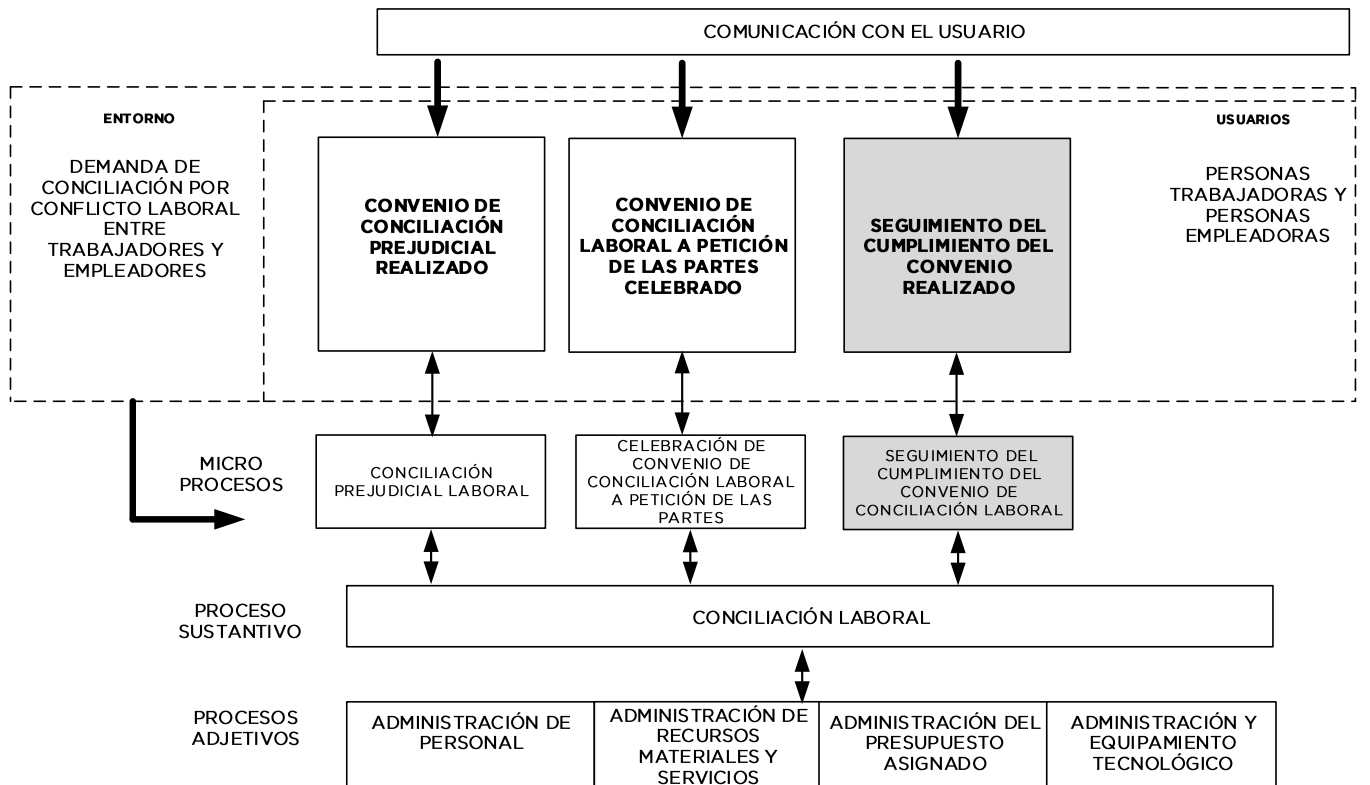 COMUNICACIÓN CON EL USUARIO
ENTORNO
DEMANDA DE
CONCILIACIÓN POR
CONFLICTO LABORAL
ENTRE
TRABAJADORES Y
EMPLEADORES
CONVENIO DE
CONCILIACIÓN
PREJUDICIAL
REALIZADO
CONVENIO DE
CONCILIACIÓN
LABORAL A PETICIÓN
DE LAS PARTES
CELEBRADO
SEGUIMIENTO DEL
CUMPLIMIENTO DEL
CONVENIO
REALIZADO
USUARIOS
PERSONAS
TRABAJADORAS Y
PERSONAS
EMPLEADORAS
MICRO
PROCESOS
CONCILIACIÓN
PREJUDICIAL LABORAL
CELEBRACIÓN DE
CONVENIO DE
CONCILIACIÓN LABORAL
A PETICIÓN DE LAS
PARTES
SEGUIMIENTO DEL
CUMPLIMIENTO DEL
CONVENIO DE
CONCILIACIÓN LABORAL
PROCESO
SUSTANTIVO
CONCILIACIÓN LABORAL
PROCESOS
ADJETIVOS
ADMINISTRACIÓN DE
PERSONAL
ADMINISTRACIÓN DE
RECURSOS
MATERIALES Y
SERVICIOS
ADMINISTRACIÓN DEL
PRESUPUESTO
ASIGNADO
ADMINISTRACIÓN Y
EQUIPAMIENTO
TECNOLÓGICO